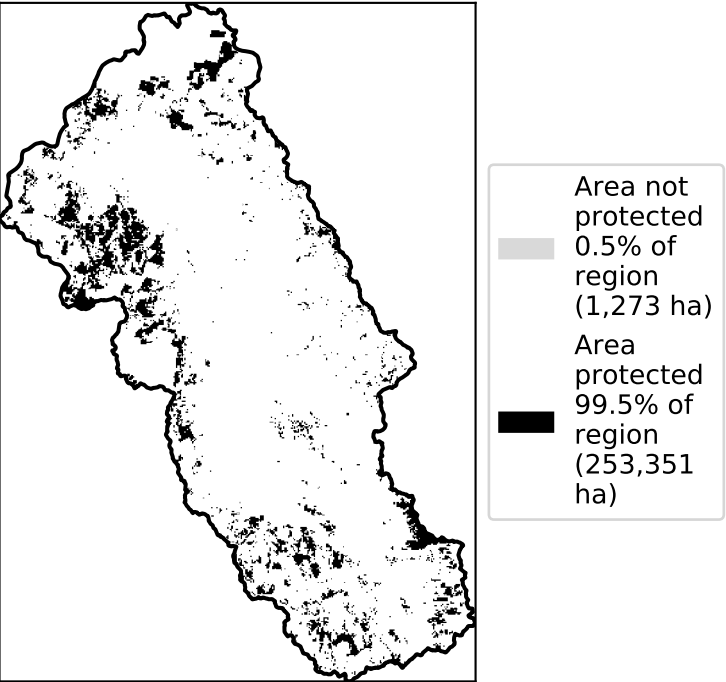 Area not
protected
0.5% of
region
(1,273 ha)
Area
protected
99.5% of
region
(253,351
ha)